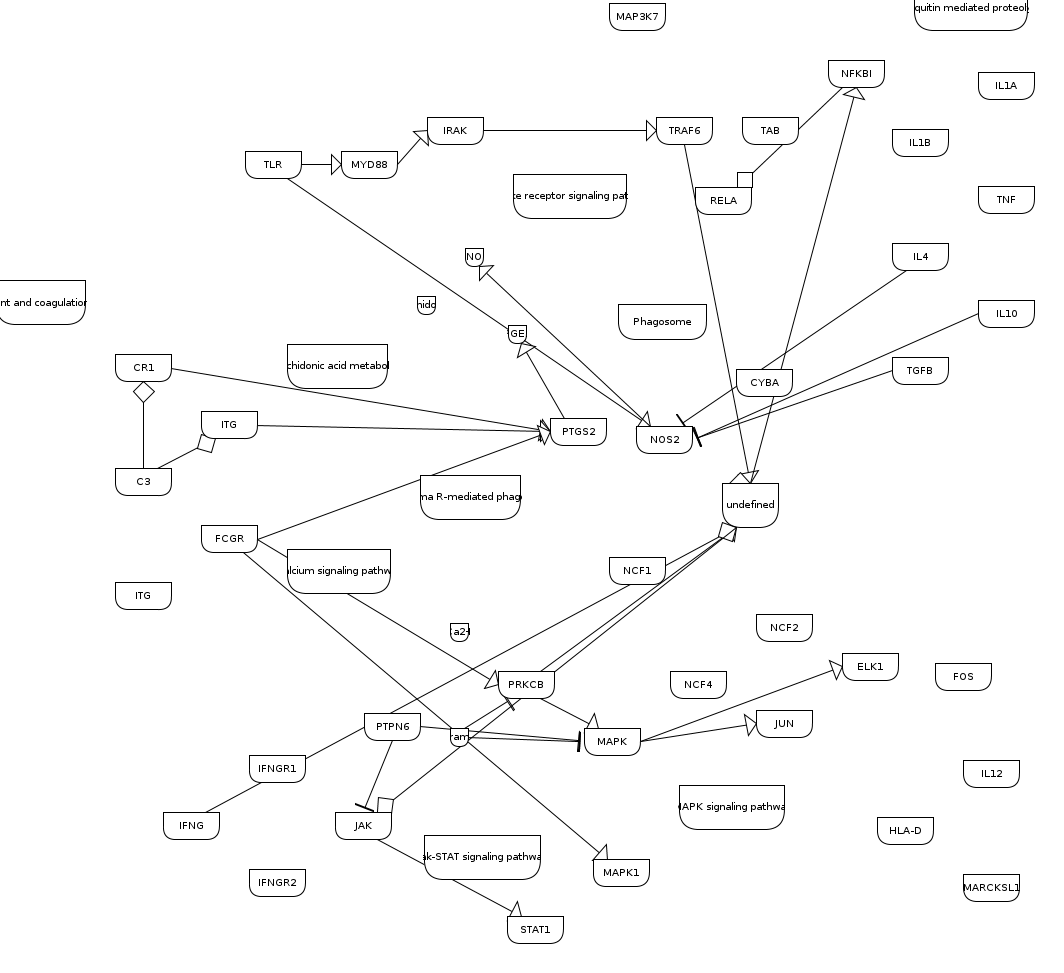 quitin mediated proteol
MAP3K7
NFKBI
IL1A
IRAK
TRAF6
TAB
IL1B
TLR
MYD88
te receptor signaling pat
RELA
TNF
NO
IL4
nt and coagulation
nidc
IL10
Phagosome
GE
CR1
chidonic acid metabol
TGFB
CYBA
ITG
PTGS2
NOS2
C3
ma R-mediated phag
undefined
FCGR
NCF1
lcium signaling pathw
ITG
a2+
NCF2
ELK1
FOS
PRKCB
NCF4
PTPN6
JUN
ram
MAPK
IFNGR1
IL12
IFNG
JAK
MAPK signaling pathwa
HLA-D
ak-STAT signaling pathwa
MAPK1
IFNGR2
MARCKSL1
STAT1